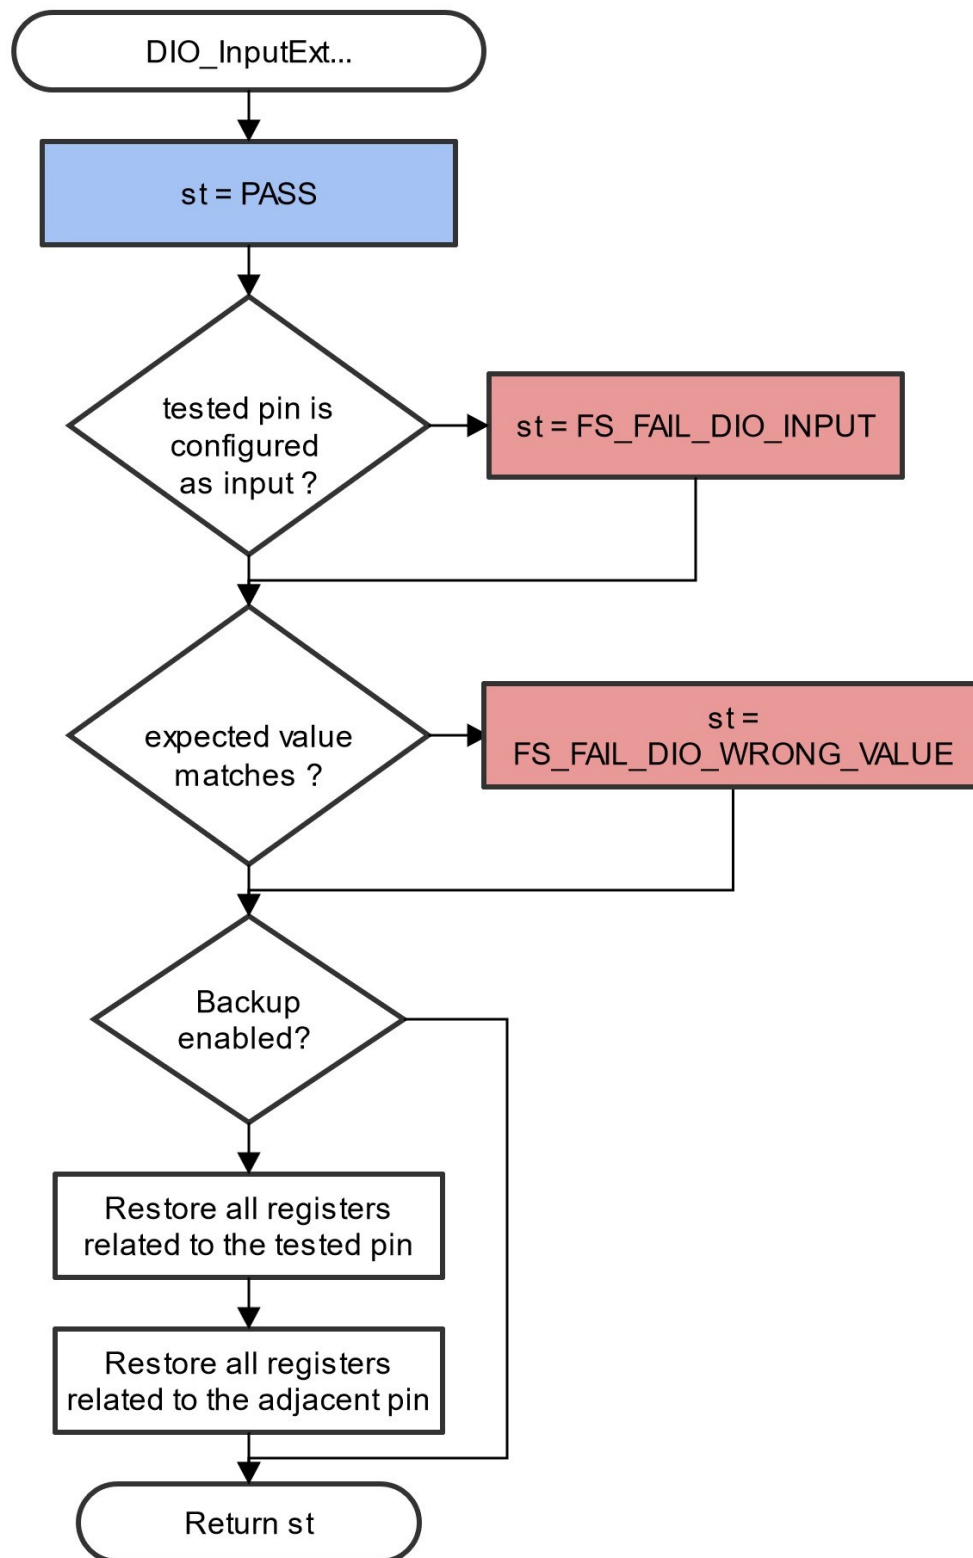 DIO_InputExt...
st = PASS
tested pin is
configured
as input ?
st = FS_FAIL_DIO_INPUT
expected value
matches ?
st =
FS_FAIL_DIO_WRONG_VALUE
Backup
enabled?
Restore all registers
related to the tested pin
Restore all registers
related to the adjacent pin
Return st